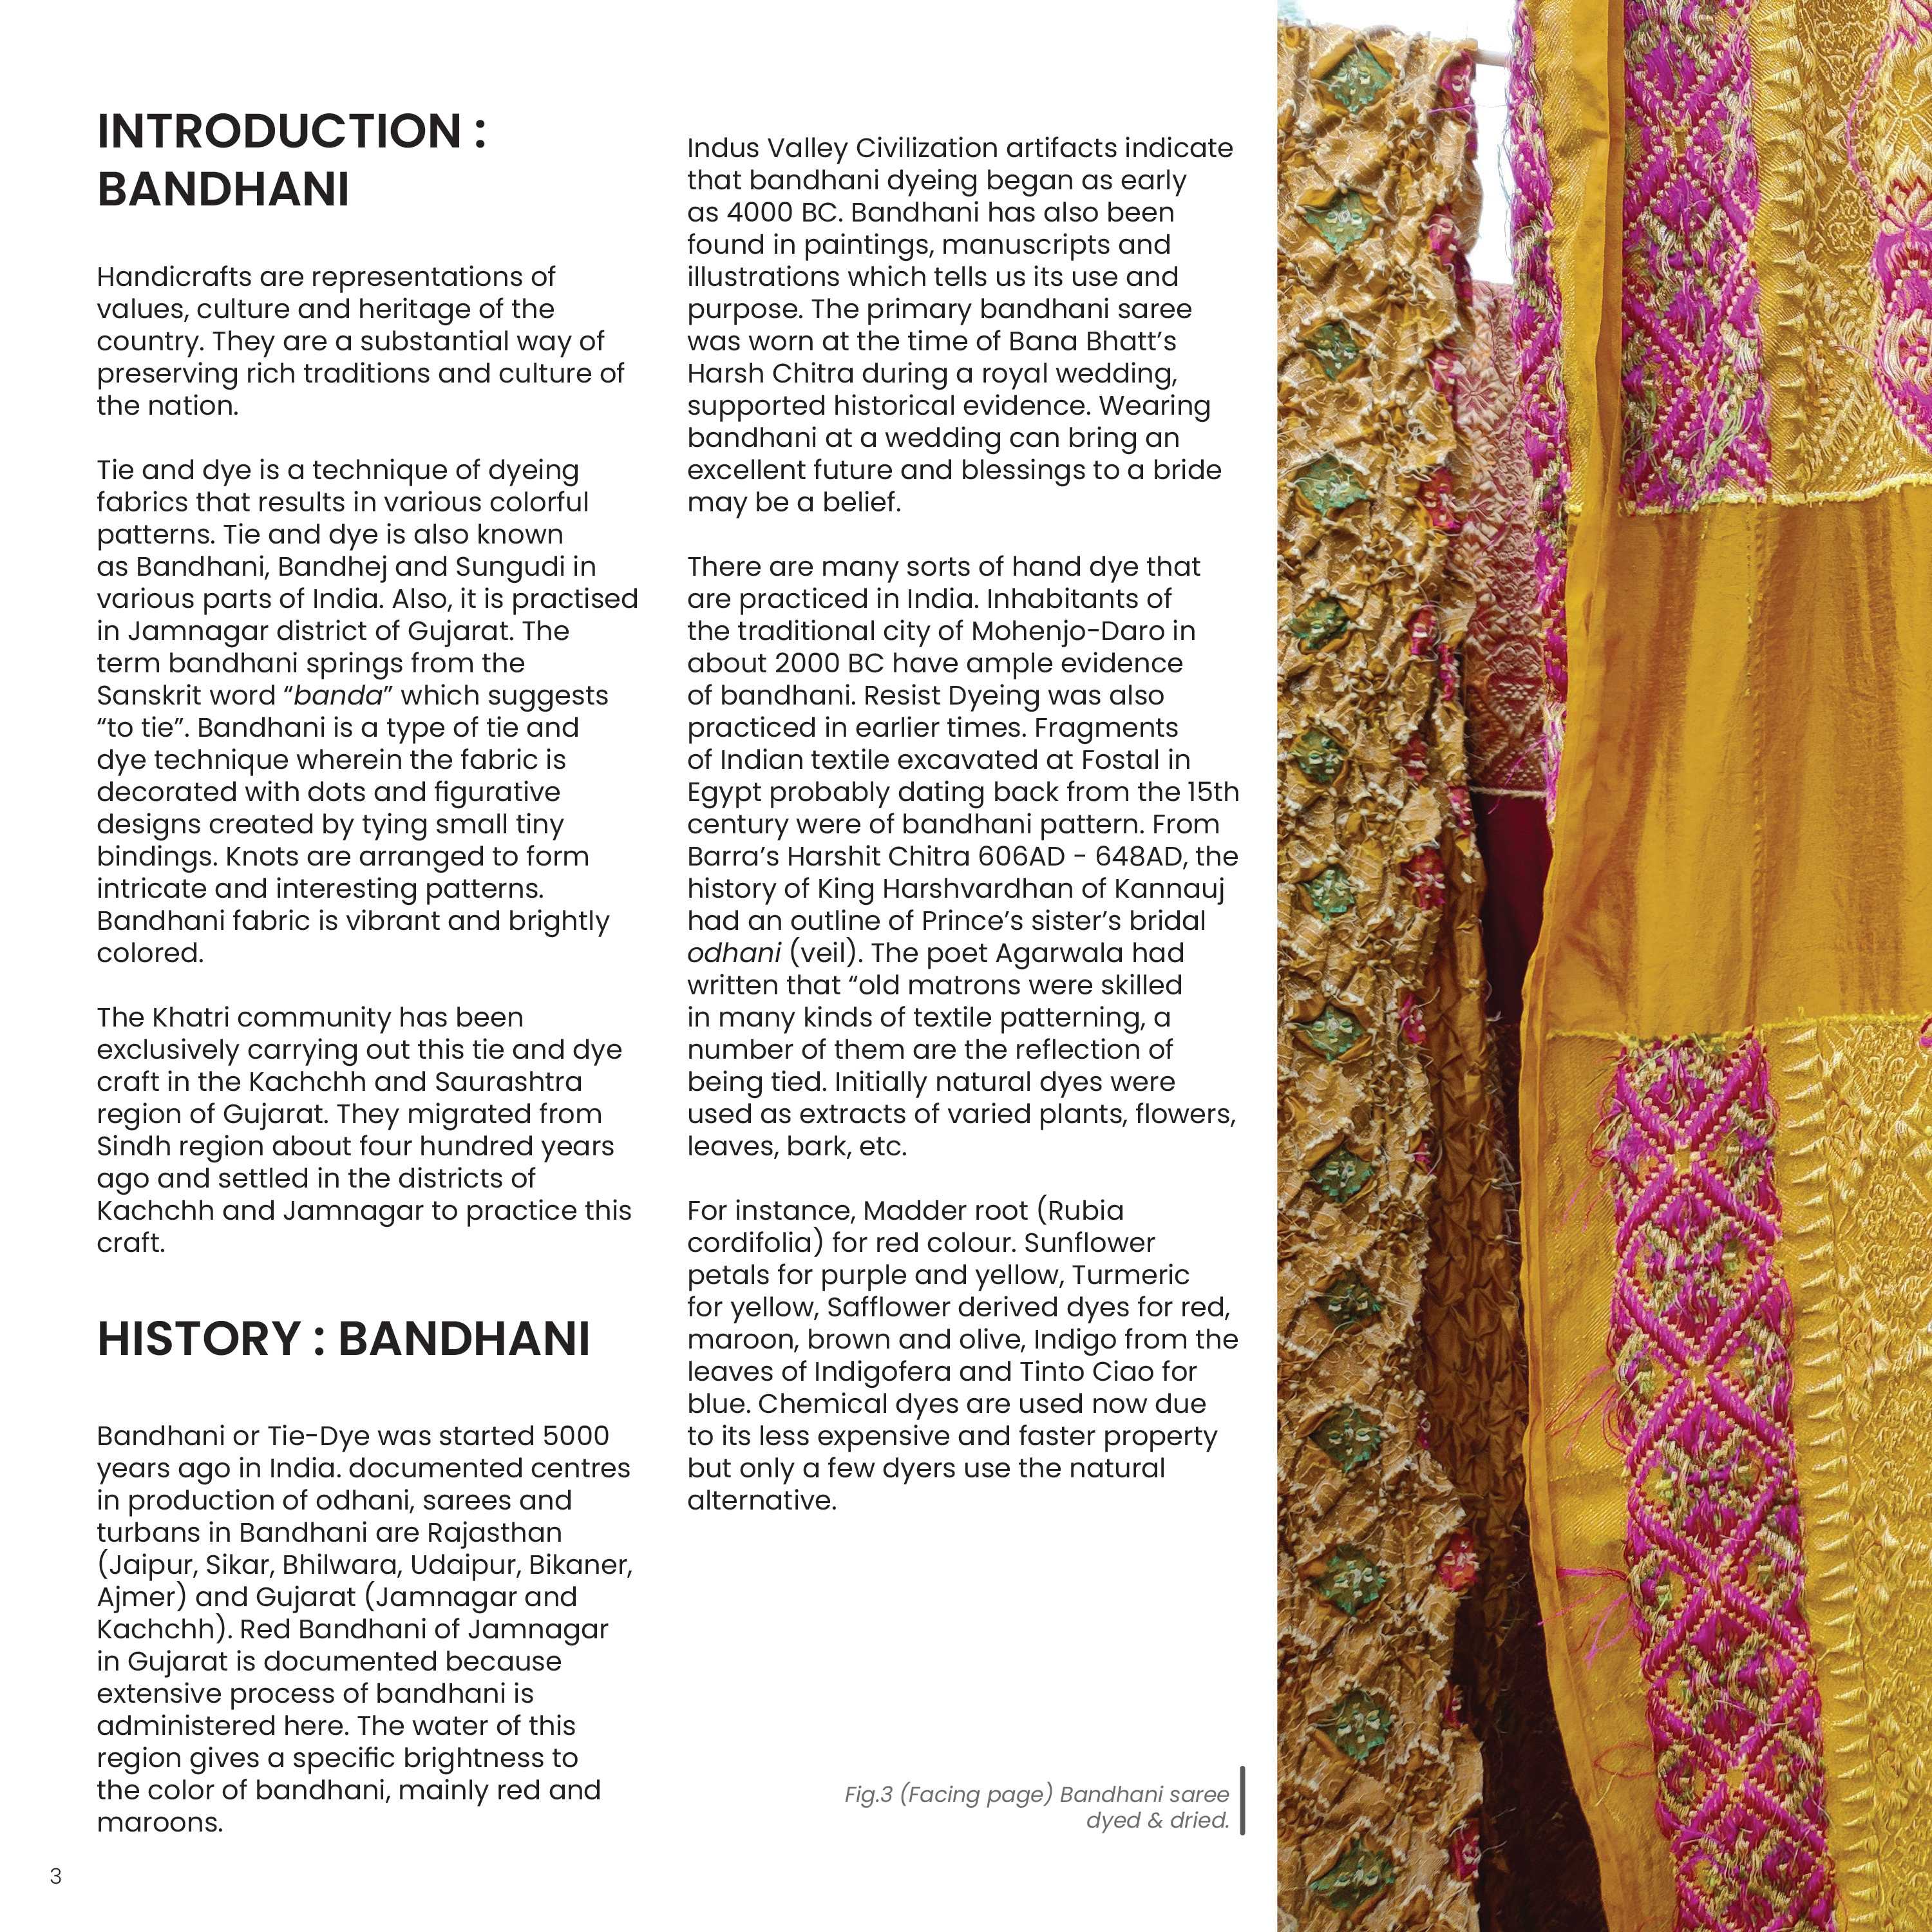 INTRODUCTION :
BANDHANI
Handicrafts are representations of
values, culture and heritage of the
country. They are a substantial way of
preserving rich traditions and culture of
the nation.
Tie and dye is a technique of dyeing
fabrics that results in various colorful
patterns. Tie and dye is also known
as Bandhani, Bandhej and Sungudi in
various parts of India. Also, it is practised
in Jamnagar district of Gujarat. The
term bandhani springs from the
Sanskrit word “banda” which suggests
“to tie”. Bandhani is a type of tie and
dye technique wherein the fabric is
decorated with dots and figurative
designs created by tying small tiny
bindings. Knots are arranged to form
intricate and interesting patterns.
Bandhani fabric is vibrant and brightly
colored.
The Khatri community has been
exclusively carrying out this tie and dye
craft in the Kachchh and Saurashtra
region of Gujarat. They migrated from
Sindh region about four hundred years
ago and settled in the districts of
Kachchh and Jamnagar to practice this
craft.
HISTORY : BANDHANI
Bandhani or Tie-Dye was started 5000
years ago in India. documented centres
in production of odhani, sarees and
turbans in Bandhani are Rajasthan
(Jaipur, Sikar, Bhilwara, Udaipur, Bikaner,
Ajmer) and Gujarat (Jamnagar and
Kachchh). Red Bandhani of Jamnagar
in Gujarat is documented because
extensive process of bandhani is
administered here. The water of this
region gives a specific brightness to
the color of bandhani, mainly red and
maroons.
Indus Valley Civilization artifacts indicate
that bandhani dyeing began as early
as 4000 BC. Bandhani has also been
found in paintings, manuscripts and
illustrations which tells us its use and
purpose. The primary bandhani saree
was worn at the time of Bana Bhatt’s
Harsh Chitra during a royal wedding,
supported historical evidence. Wearing
bandhani at a wedding can bring an
excellent future and blessings to a bride
may be a belief.
There are many sorts of hand dye that
are practiced in India. Inhabitants of
the traditional city of Mohenjo-Daro in
about 2000 BC have ample evidence
of bandhani. Resist Dyeing was also
practiced in earlier times. Fragments
of Indian textile excavated at Fostal in
Egypt probably dating back from the 15th
century were of bandhani pattern. From
Barra’s Harshit Chitra 606AD - 648AD, the
history of King Harshvardhan of Kannauj
had an outline of Prince’s sister’s bridal
odhani (veil). The poet Agarwala had
written that “old matrons were skilled
in many kinds of textile patterning, a
number of them are the reflection of
being tied. Initially natural dyes were
used as extracts of varied plants, flowers,
leaves, bark, etc.
For instance, Madder root (Rubia
cordifolia) for red colour. Sunflower
petals for purple and yellow, Turmeric
for yellow, Safflower derived dyes for red,
maroon, brown and olive, Indigo from the
leaves of Indigofera and Tinto Ciao for
blue. Chemical dyes are used now due
to its less expensive and faster property
but only a few dyers use the natural
alternative.
Fig.3 (Facing page) Bandhani saree
dyed & dried.
3